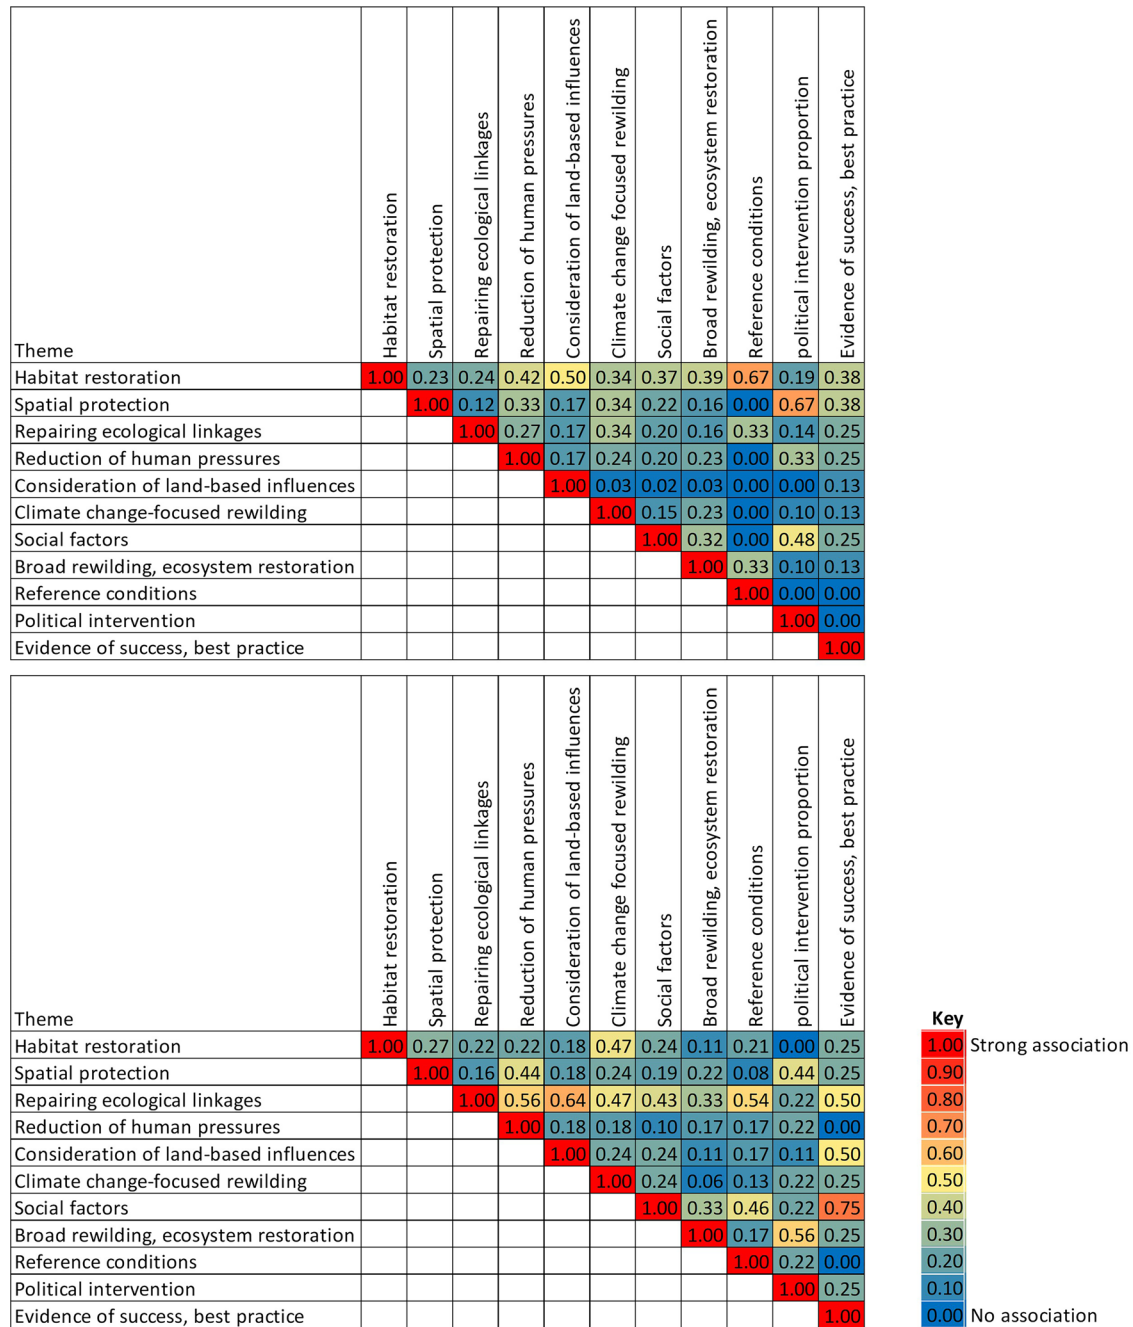 Habitat restoration
Spatial protection
Repairing ecological linkages
Reduction of human pressures
Consideration of land-based influences
Climate change focused rewilding
Social factors
Broad rewilding, ecosystem restoration
Reference conditions
political intervention proportion
Evidence of success, best practice
Theme
Habitat restoration 1.00 0.23 0.24 0.42 0.50 0.34 0.37 0.39 0.67 0.19 0.38
Spatial protection 1.00 0.12 0.33 0.17 0.34 0.22 0.16 0.00 0.67 0.38
Repairing ecological linkages 1.00 0.27 0.17 0.34 0.20 0.16 0.33 0.14 0.25
Reduction of human pressures 1.00 0.17 0.24 0.20 0.23 0.00 0.33 0.25
Consideration of land-based influences 1.00 0.03 0.02 0.03 0.00 0.00 0.13
Climate change-focused rewilding 1.00 0.15 0.23 0.00 0.10 0.13
Social factors 1.00 0.32 0.00 0.48 0.25
Broad rewilding, ecosystem restoration 1.00 0.33 0.10 0.13
Reference conditions 1.00 0.00 0.00
Political intervention 1.00 0.00
Evidence of success, best practice 1.00
Habitat restoration
Spatial protection
Repairing ecological linkages
Reduction of human pressures
Consideration of land-based influences
Climate change focused rewilding
Social factors
Broad rewilding, ecosystem restoration
Reference conditions
political intervention proportion
Evidence of success, best practice
Theme
Habitat restoration 1.00 0.27 0.22 0.22 0.18 0.47 0.24 0.11 0.21 0.00 0.25
Spatial protection 1.00 0.16 0.44 0.18 0.24 0.19 0.22 0.08 0.44 0.25
Repairing ecological linkages 1.00 0.56 0.64 0.47 0.43 0.33 0.54 0.22 0.50
Reduction of human pressures 1.00 0.18 0.18 0.10 0.17 0.17 0.22 0.00
Consideration of land-based influences 1.00 0.24 0.24 0.11 0.17 0.11 0.50
Climate change-focused rewilding 1.00 0.24 0.06 0.13 0.22 0.25
Social factors 1.00 0.33 0.46 0.22 0.75
Broad rewilding, ecosystem restoration 1.00 0.17 0.56 0.25
Reference conditions 1.00 0.22 0.00
Political intervention 1.00 0.25
Evidence of success, best practice 1.00
Key
1.00 Strong association
0.90
0.80
0.70
0.60
0.50
0.40
0.30
0.20
0.10
0.00 No association